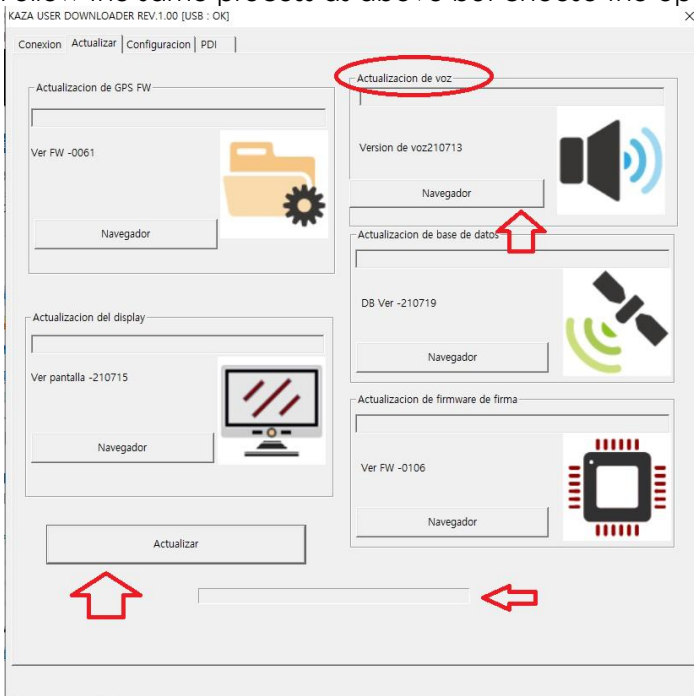 KAZA USER DOWNLOADER REV.1.00 [USB : OK]
Conexion Actualizar Configuracion PDI
Actualizacion de GPS FW
Ver FW -0061
Navegador
Actualizacion de voz
Version de voz210713
Navegador
Actualizacion de base de datos
DB Ver -210719
Navegador
Actualizacion del display
Ver pantalla -210715
Navegador
Actualizacion de firmware de firma
Ver FW -0106
Navegador
Actualizar